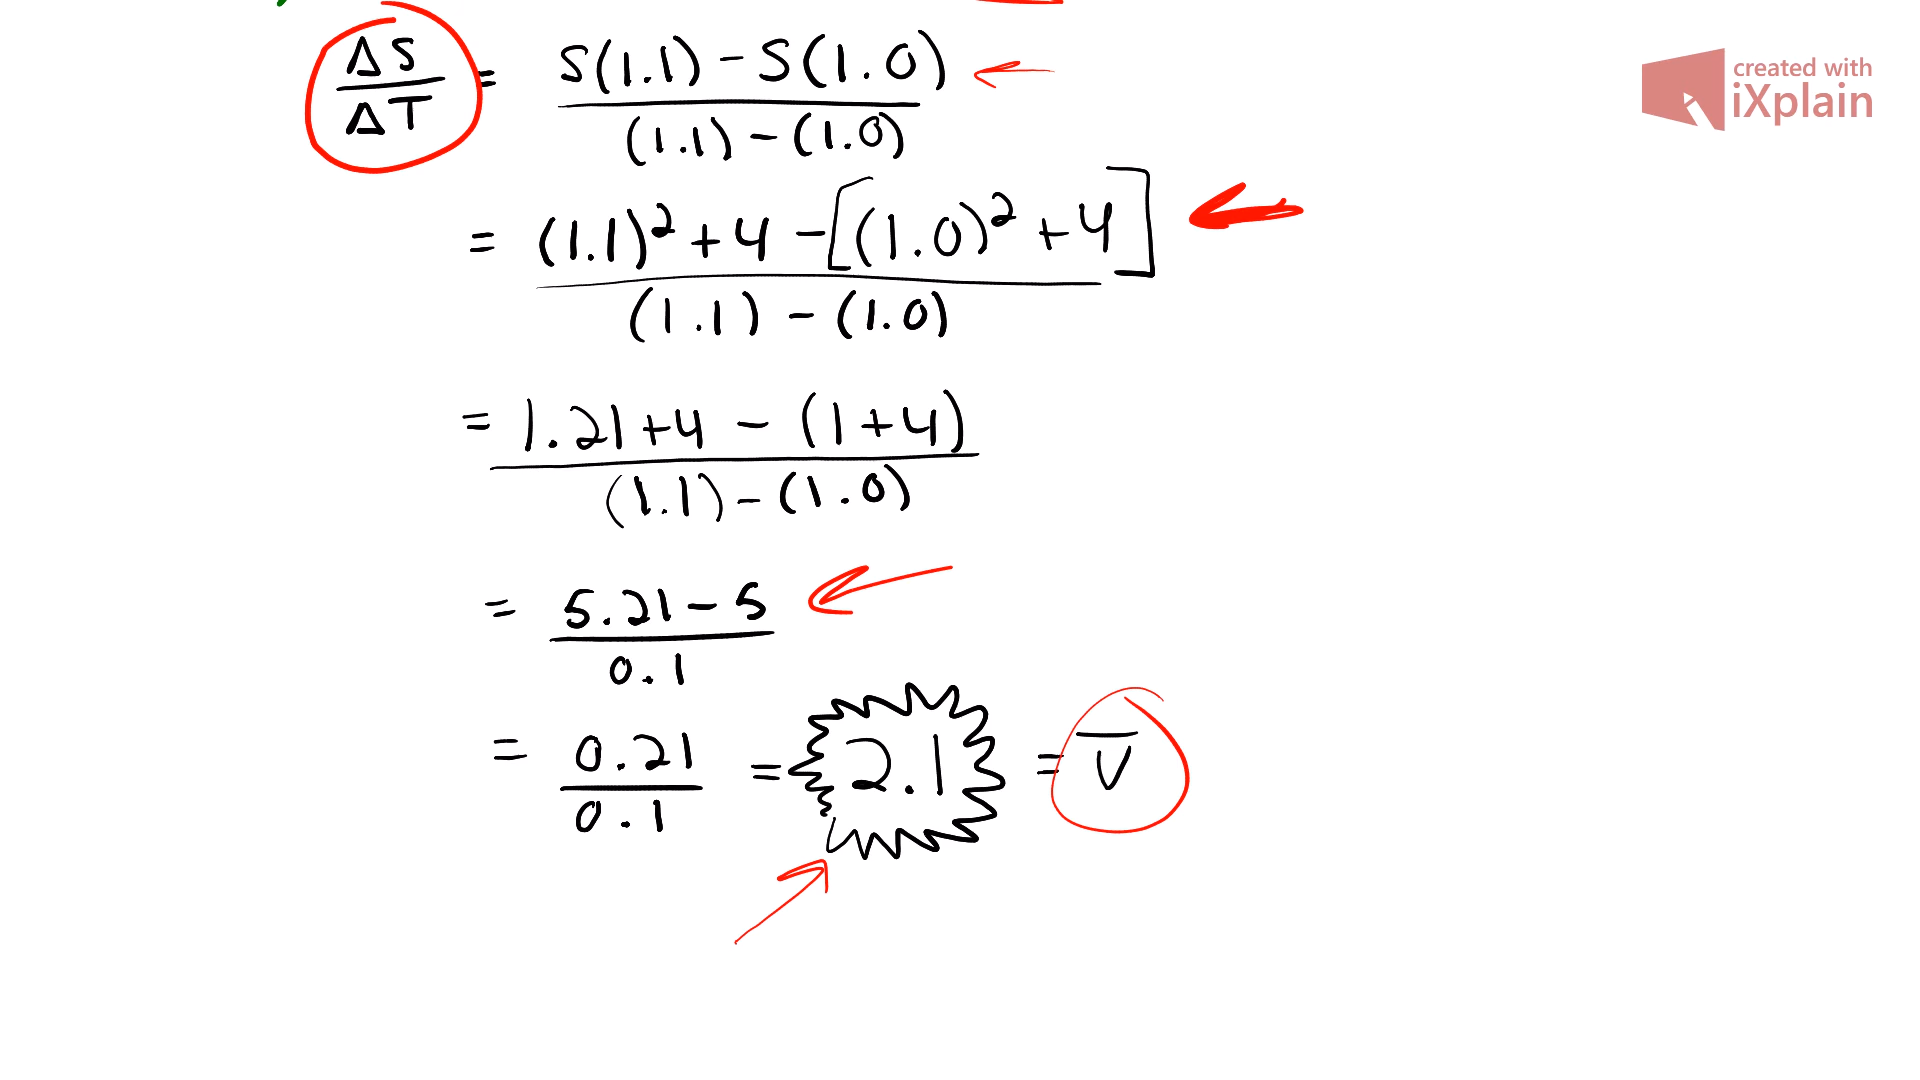 ΔS/ΔT = S(1.1) - S(1.0) / (1.1) - (1.0)
created with
iXplain
= (1.1)² + 4 - [(1.0)² + 4] / (1.1) - (1.0)
= 1.21 + 4 - (1 + 4) / (1.1) - (1.0)
= 5.21 - 5 / 0.1
= 0.21 / 0.1 = 2.1 = V̅